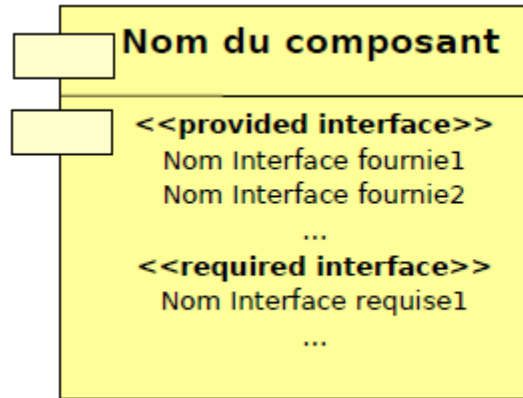 Nom du composant
<<provided interface>>
Nom Interface fournie1
Nom Interface fournie2
...
<<required interface>>
Nom Interface requise1
...